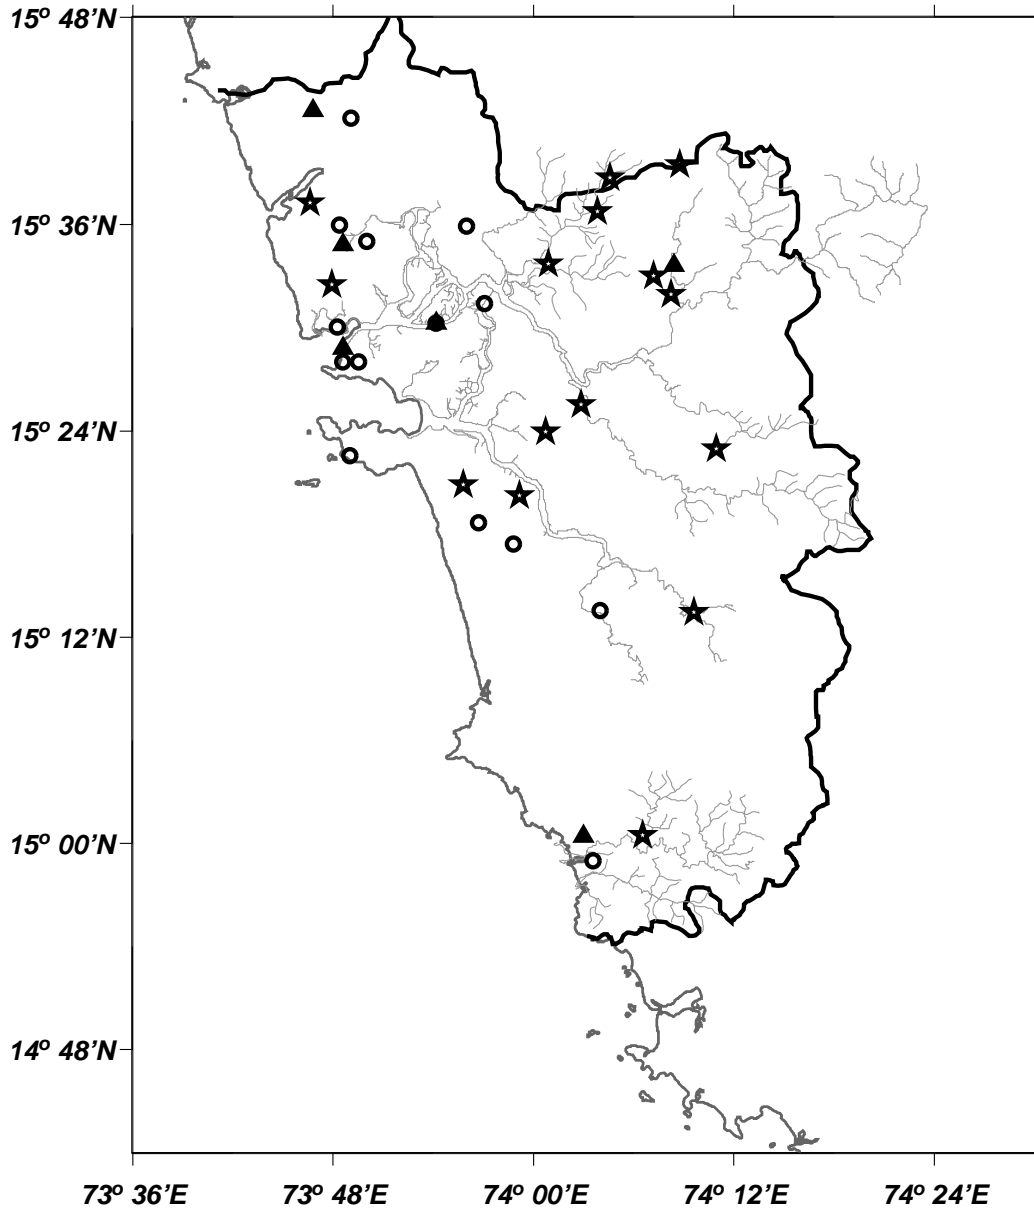 15º 48’N
15º 36’N
15º 24’N
15º 12’N
15º 00’N
14º 48’N
73º 36’E 73º 48’E 74º 00’E 74º 12’E 74º 24’E